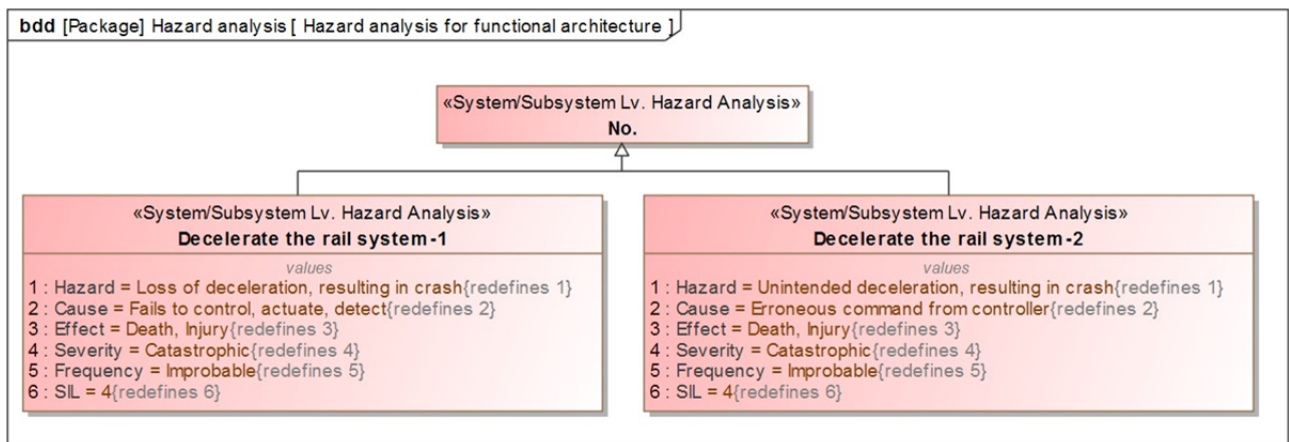 bdd [Package] Hazard analysis [ Hazard analysis for functional architecture ]
«System/Subsystem Lv. Hazard Analysis»
No.
«System/Subsystem Lv. Hazard Analysis»
Decelerate the rail system-1
values
1 : Hazard = Loss of deceleration, resulting in crash{redefines 1}
2 : Cause = Fails to control, actuate, detect{redefines 2}
3 : Effect = Death, Injury{redefines 3}
4 : Severity = Catastrophic{redefines 4}
5 : Frequency = Improbable{redefines 5}
6 : SIL = 4{redefines 6}
«System/Subsystem Lv. Hazard Analysis»
Decelerate the rail system-2
values
1 : Hazard = Unintended deceleration, resulting in crash{redefines 1}
2 : Cause = Erroneous command from controller{redefines 2}
3 : Effect = Death, Injury{redefines 3}
4 : Severity = Catastrophic{redefines 4}
5 : Frequency = Improbable{redefines 5}
6 : SIL = 4{redefines 6}